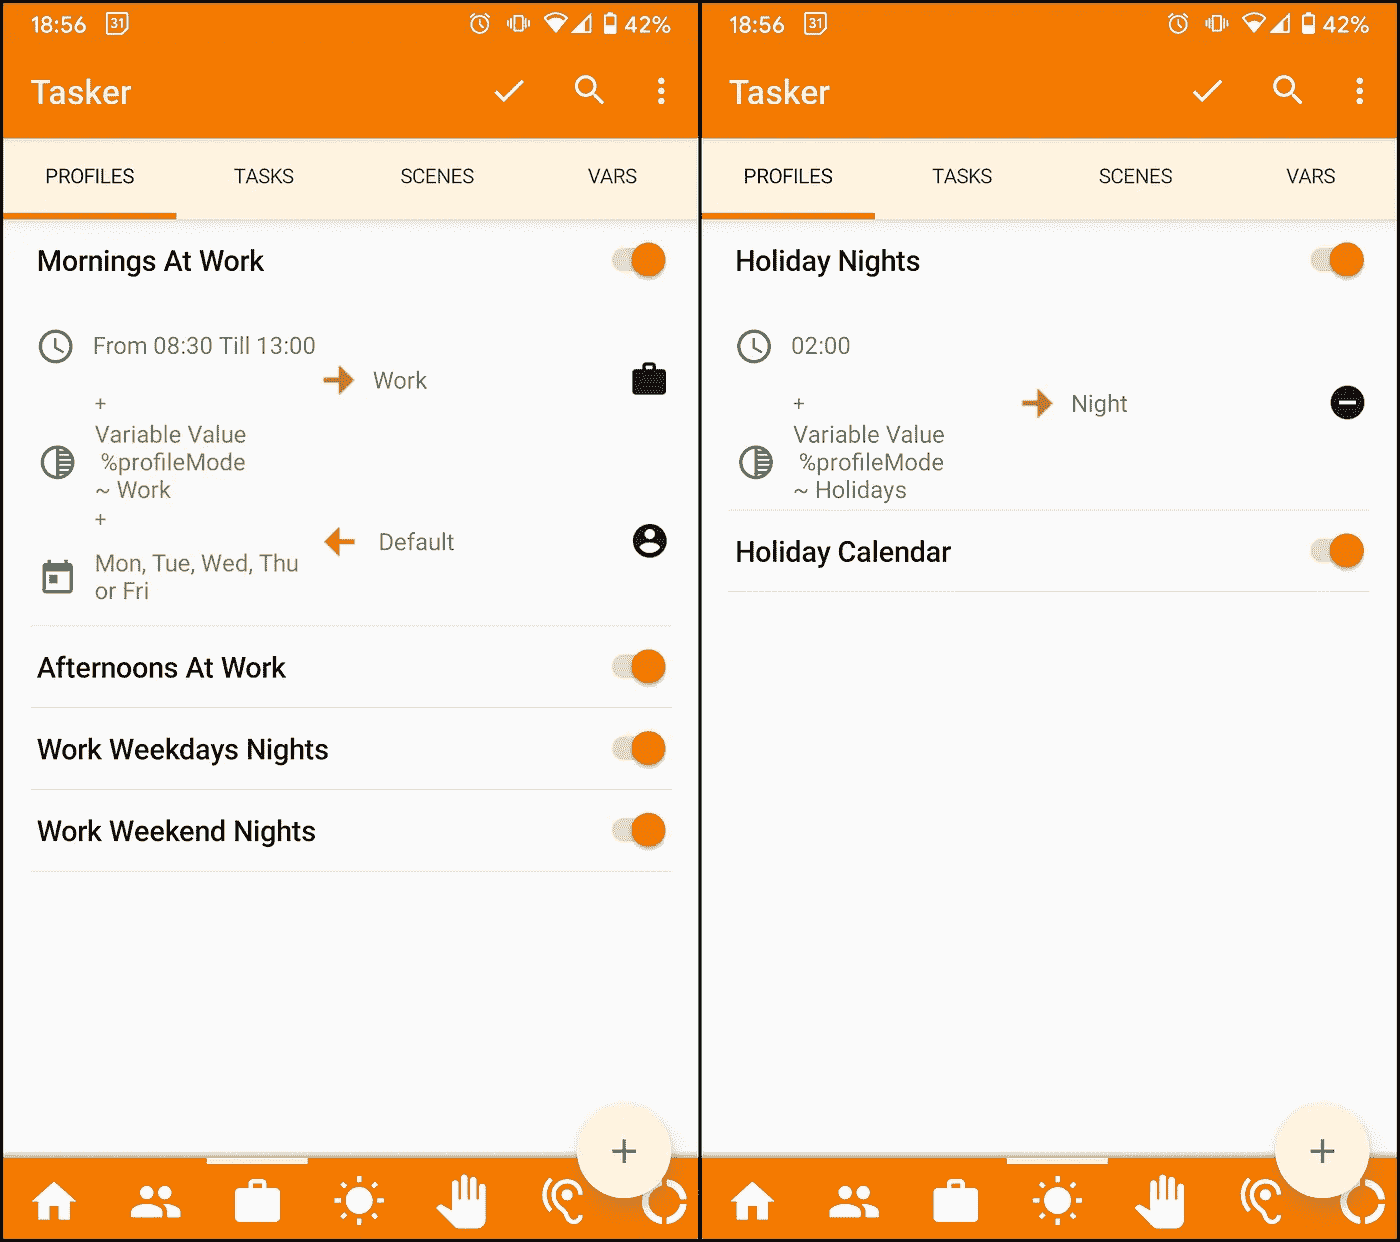 18:56 31 42%
Tasker
PROFILES TASKS SCENES VARS
Mornings At Work
From 08:30 Till 13:00
Work
+
Variable Value
%profileMode
~ Work
+
Default
Mon, Tue, Wed, Thu
or Fri
Afternoons At Work
Work Weekdays Nights
Work Weekend Nights
+
18:56 31 42%
Tasker
PROFILES TASKS SCENES VARS
Holiday Nights
02:00
+
Night
Variable Value
%profileMode
~ Holidays
Holiday Calendar
+